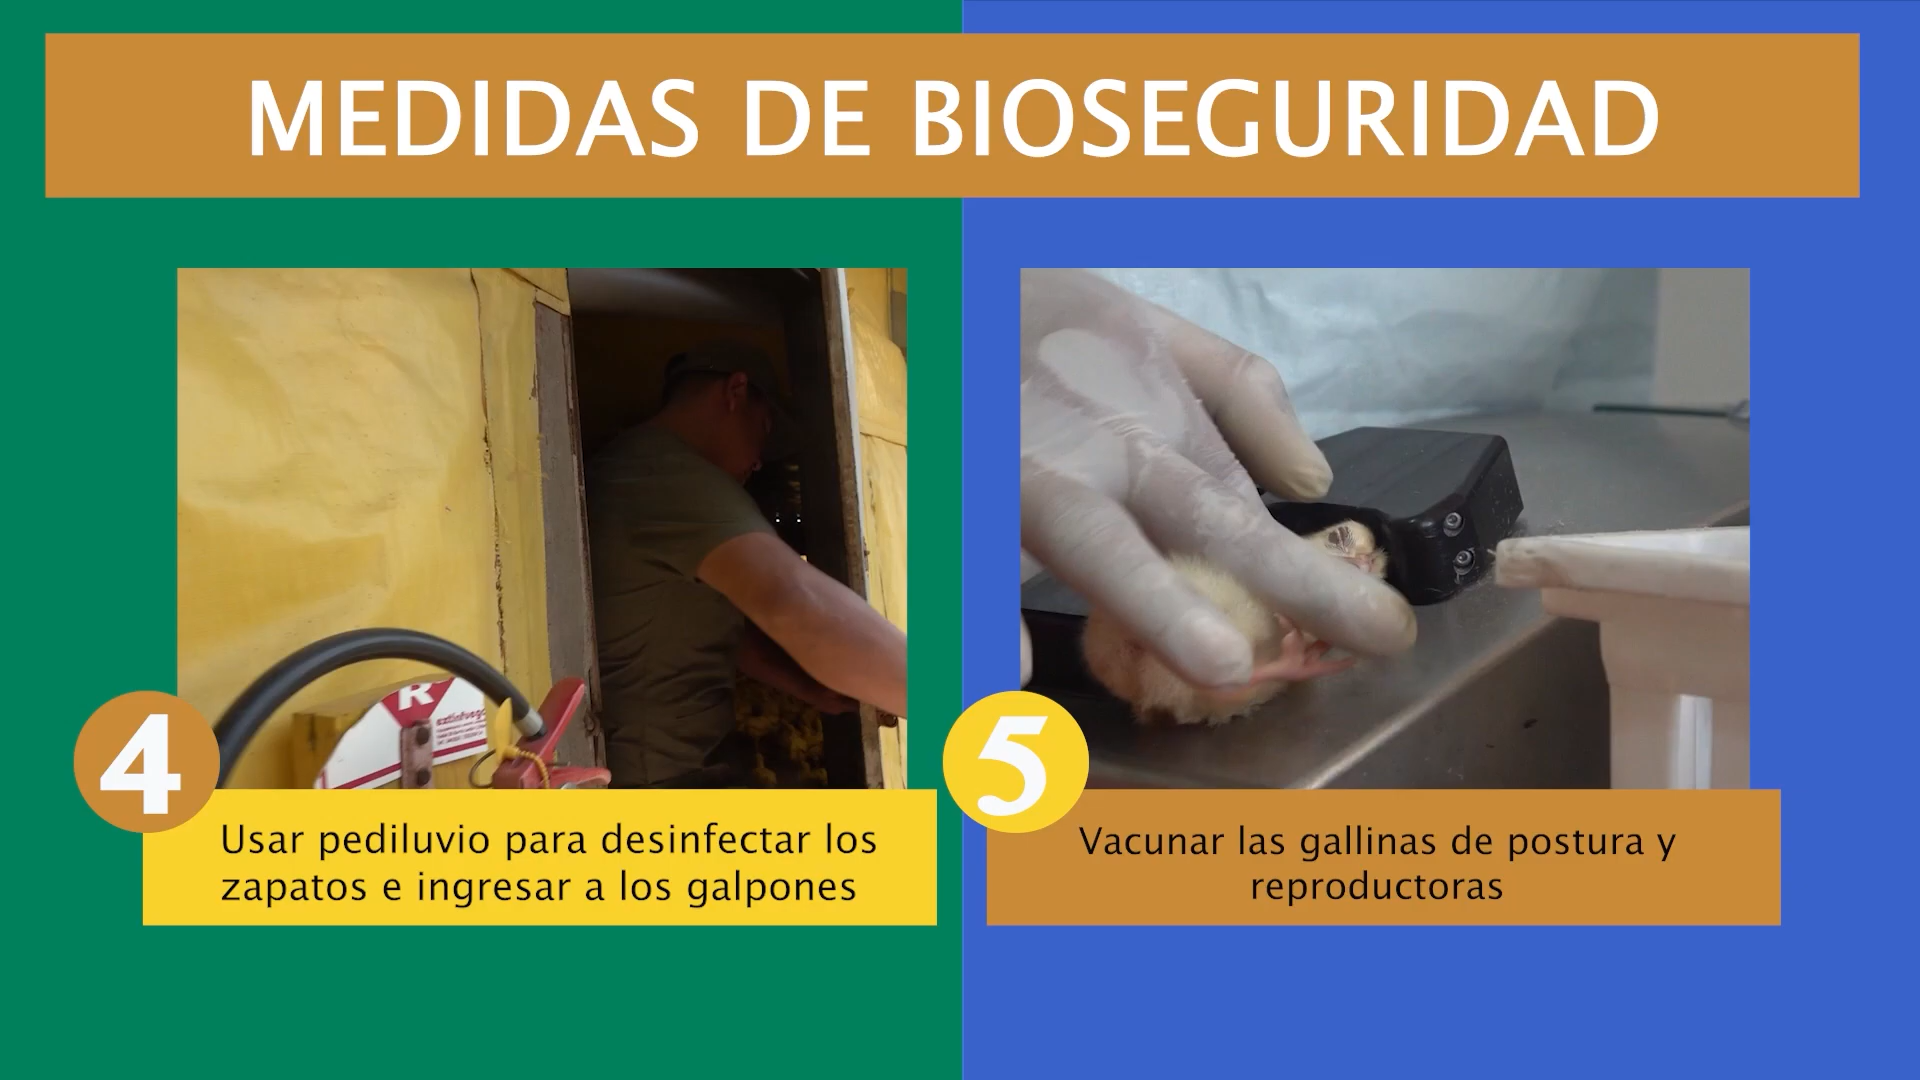 MEDIDAS DE BIOSEGURIDAD
R
extinfuego
4
Usar pediluvio para desinfectar los
zapatos e ingresar a los galpones
5
Vacunar las gallinas de postura y
reproductoras